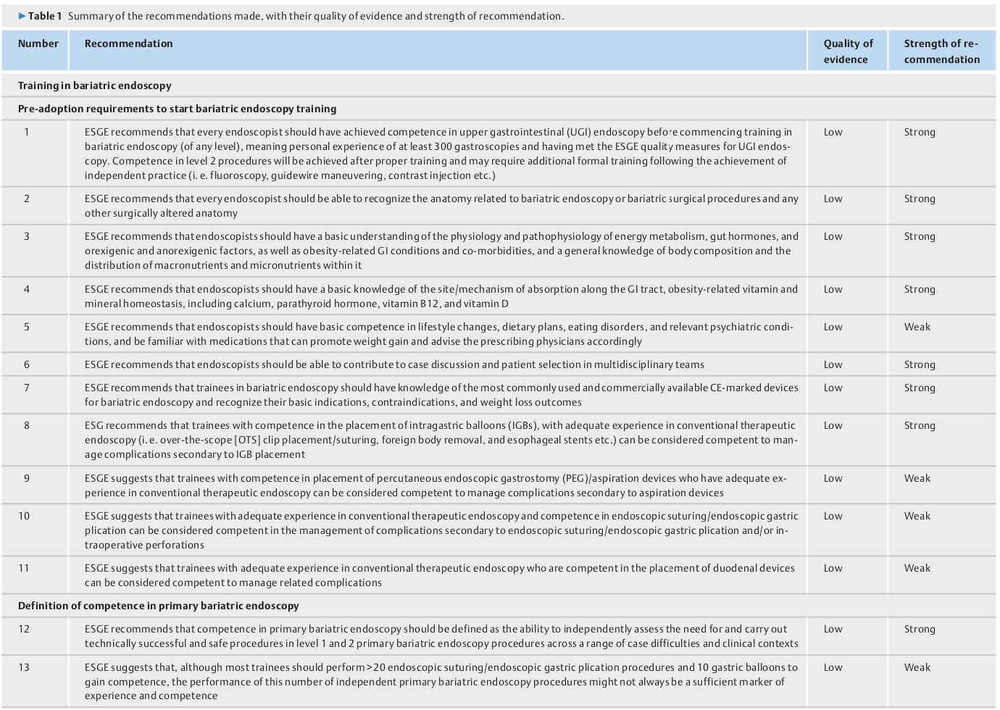 ▶ Table 1 Summary of the recommendations made, with their quality of evidence and strength of recommendation.
Number Recommendation Quality of evidence Strength of re-commendation
Training in bariatric endoscopy
Pre-adoption requirements to start bariatric endoscopy training
1 ESGE recommends that every endoscopist should have achieved competence in upper gastrointestinal (UGI) endoscopy before commencing training in Low Strong
bariatric endoscopy (of any level), meaning personal experience of at least 300 gastroscopies and having met the ESGE quality measures for UGI endos-
copy. Competence in level 2 procedures will be achieved after proper training and may require additional formal training following the achievement of
independent practice (i. e. fluoroscopy, guidewire maneuvering, contrast injection etc.)
2 ESGE recommends that every endoscopist should be able to recognize the anatomy related to bariatric endoscopy or bariatric surgical procedures and any Low Strong
other surgically altered anatomy
3 ESGE recommends that endoscopists should have a basic understanding of the physiology and pathophysiology of energy metabolism, gut hormones, and Low Strong
orexigenic and anorexigenic factors, as well as obesity-related GI conditions and co-morbidities, and a general knowledge of body composition and the
distribution of macronutrients and micronutrients within it
4 ESGE recommends that endoscopists should have a basic knowledge of the site/mechanism of absorption along the GI tract, obesity-related vitamin and Low Strong
mineral homeostasis, including calcium, parathyroid hormone, vitamin B12, and vitamin D
5 ESGE recommends that endoscopists should have basic competence in lifestyle changes, dietary plans, eating disorders, and relevant psychiatric condi- Low Weak
tions, and be familiar with medications that can promote weight gain and advise the prescribing physicians accordingly
6 ESGE recommends that endoscopists should be able to contribute to case discussion and patient selection in multidisciplinary teams Low Strong
7 ESGE recommends that trainees in bariatric endoscopy should have knowledge of the most commonly used and commercially available CE-marked devices Low Strong
for bariatric endoscopy and recognize their basic indications, contraindications, and weight loss outcomes
8 ESG recommends that trainees with competence in the placement of intragastric balloons (IGBs), with adequate experience in conventional therapeutic Low Strong
endoscopy (i. e. over-the-scope [OTS] clip placement/suturing, foreign body removal, and esophageal stents etc.) can be considered competent to man-
age complications secondary to IGB placement
9 ESGE suggests that trainees with competence in placement of percutaneous endoscopic gastrostomy (PEG)/aspiration devices who have adequate ex- Low Weak
perience in conventional therapeutic endoscopy can be considered competent to manage complications secondary to aspiration devices
10 ESGE suggests that trainees with adequate experience in conventional therapeutic endoscopy and competence in endoscopic suturing/endoscopic gastric Low Weak
plication can be considered competent in the management of complications secondary to endoscopic suturing/endoscopic gastric plication and/or in-
traoperative perforations
11 ESGE suggests that trainees with adequate experience in conventional therapeutic endoscopy who are competent in the placement of duodenal devices Low Weak
can be considered competent to manage related complications
Definition of competence in primary bariatric endoscopy
12 ESGE recommends that competence in primary bariatric endoscopy should be defined as the ability to independently assess the need for and carry out Low Strong
technically successful and safe procedures in level 1 and 2 primary bariatric endoscopy procedures across a range of case difficulties and clinical contexts
13 ESGE suggests that, although most trainees should perform >20 endoscopic suturing/endoscopic gastric plication procedures and 10 gastric balloons to Low Weak
gain competence, the performance of this number of independent primary bariatric endoscopy procedures might not always be a sufficient marker of
experience and competence